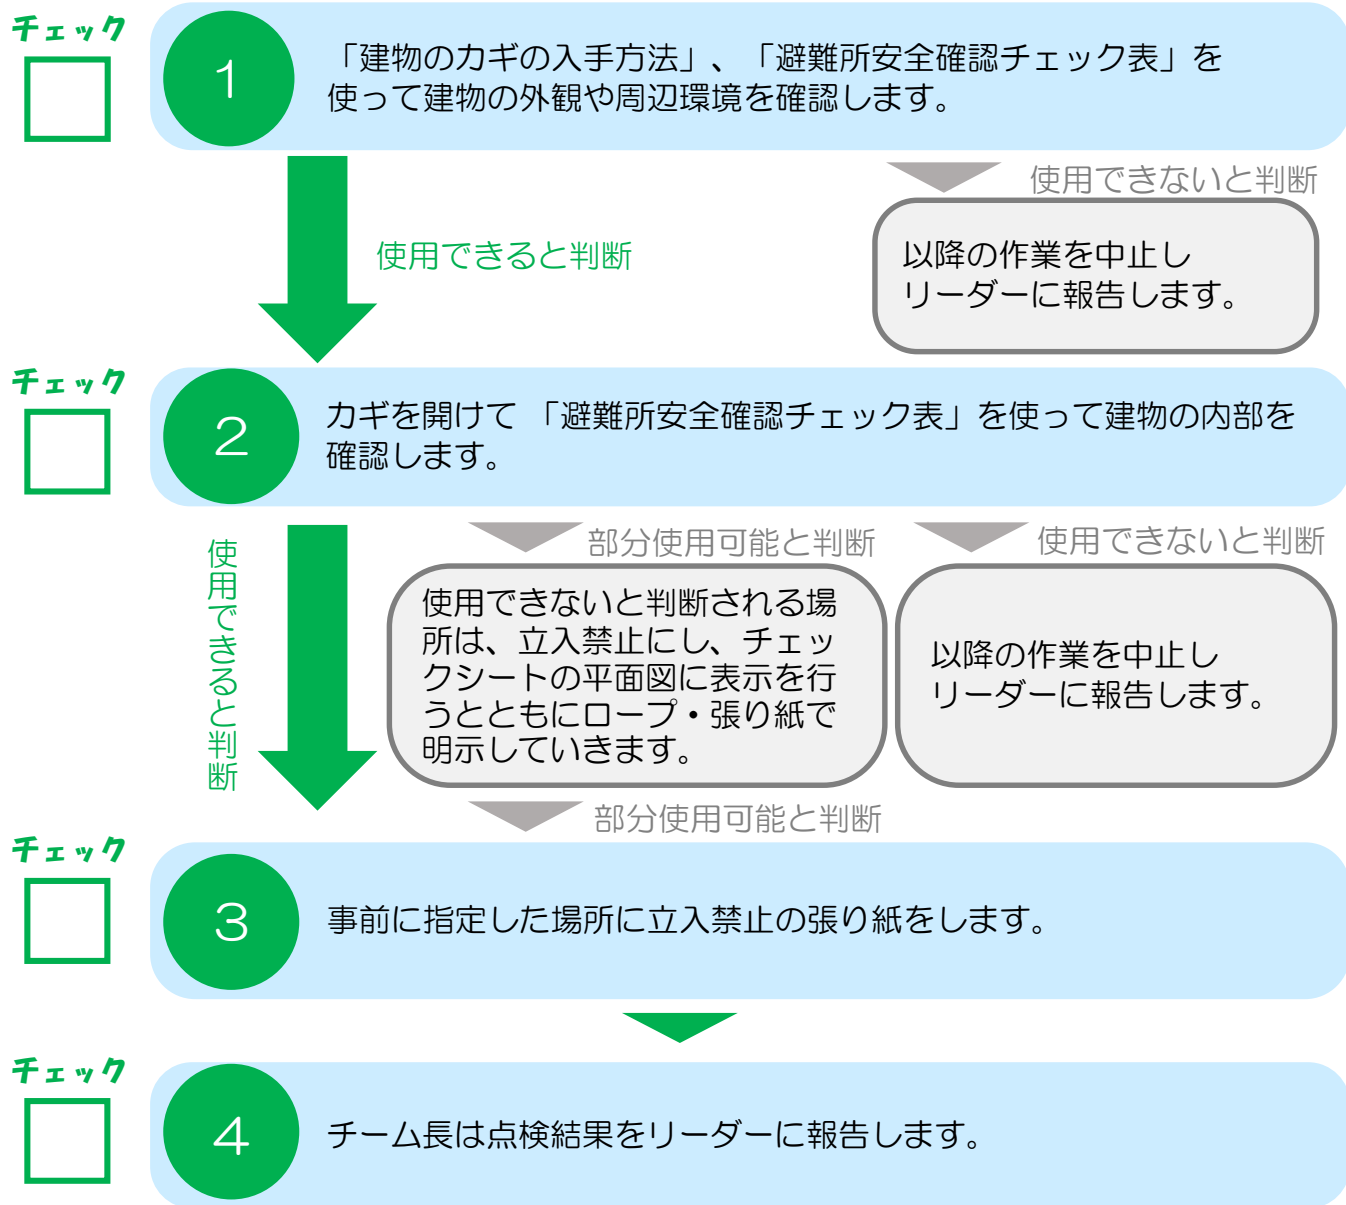 チェック
1
「建物のカギの入手方法」、「避難所安全確認チェック表」を
使って建物の外観や周辺環境を確認します。
使用できないと判断
使用できると判断
以降の作業を中止し
リーダーに報告します。
チェック
2
カギを開けて 「避難所安全確認チェック表」を使って建物の内部を
確認します。
使用できると判断
部分使用可能と判断
使用できないと判断
使用できないと判断される場
所は、立入禁止にし、チェッ
クシートの平面図に表示を行
うとともにロープ・張り紙で
明示していきます。
以降の作業を中止し
リーダーに報告します。
部分使用可能と判断
チェック
3
事前に指定した場所に立入禁止の張り紙をします。
チェック
4
チーム長は点検結果をリーダーに報告します。